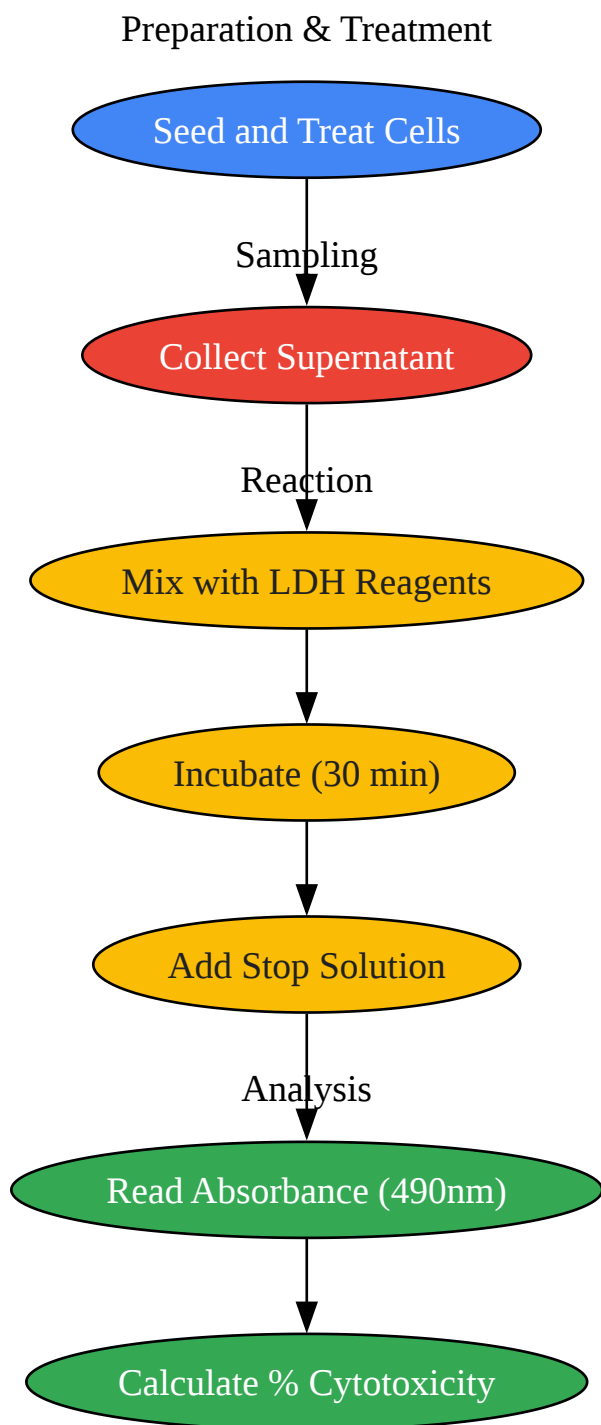 Preparation & Treatment
Seed and Treat Cells
Sampling
Collect Supernatant
Reaction
Mix with LDH Reagents
Incubate (30 min)
Add Stop Solution
Analysis
Read Absorbance (490nm)
Calculate % Cytotoxicity